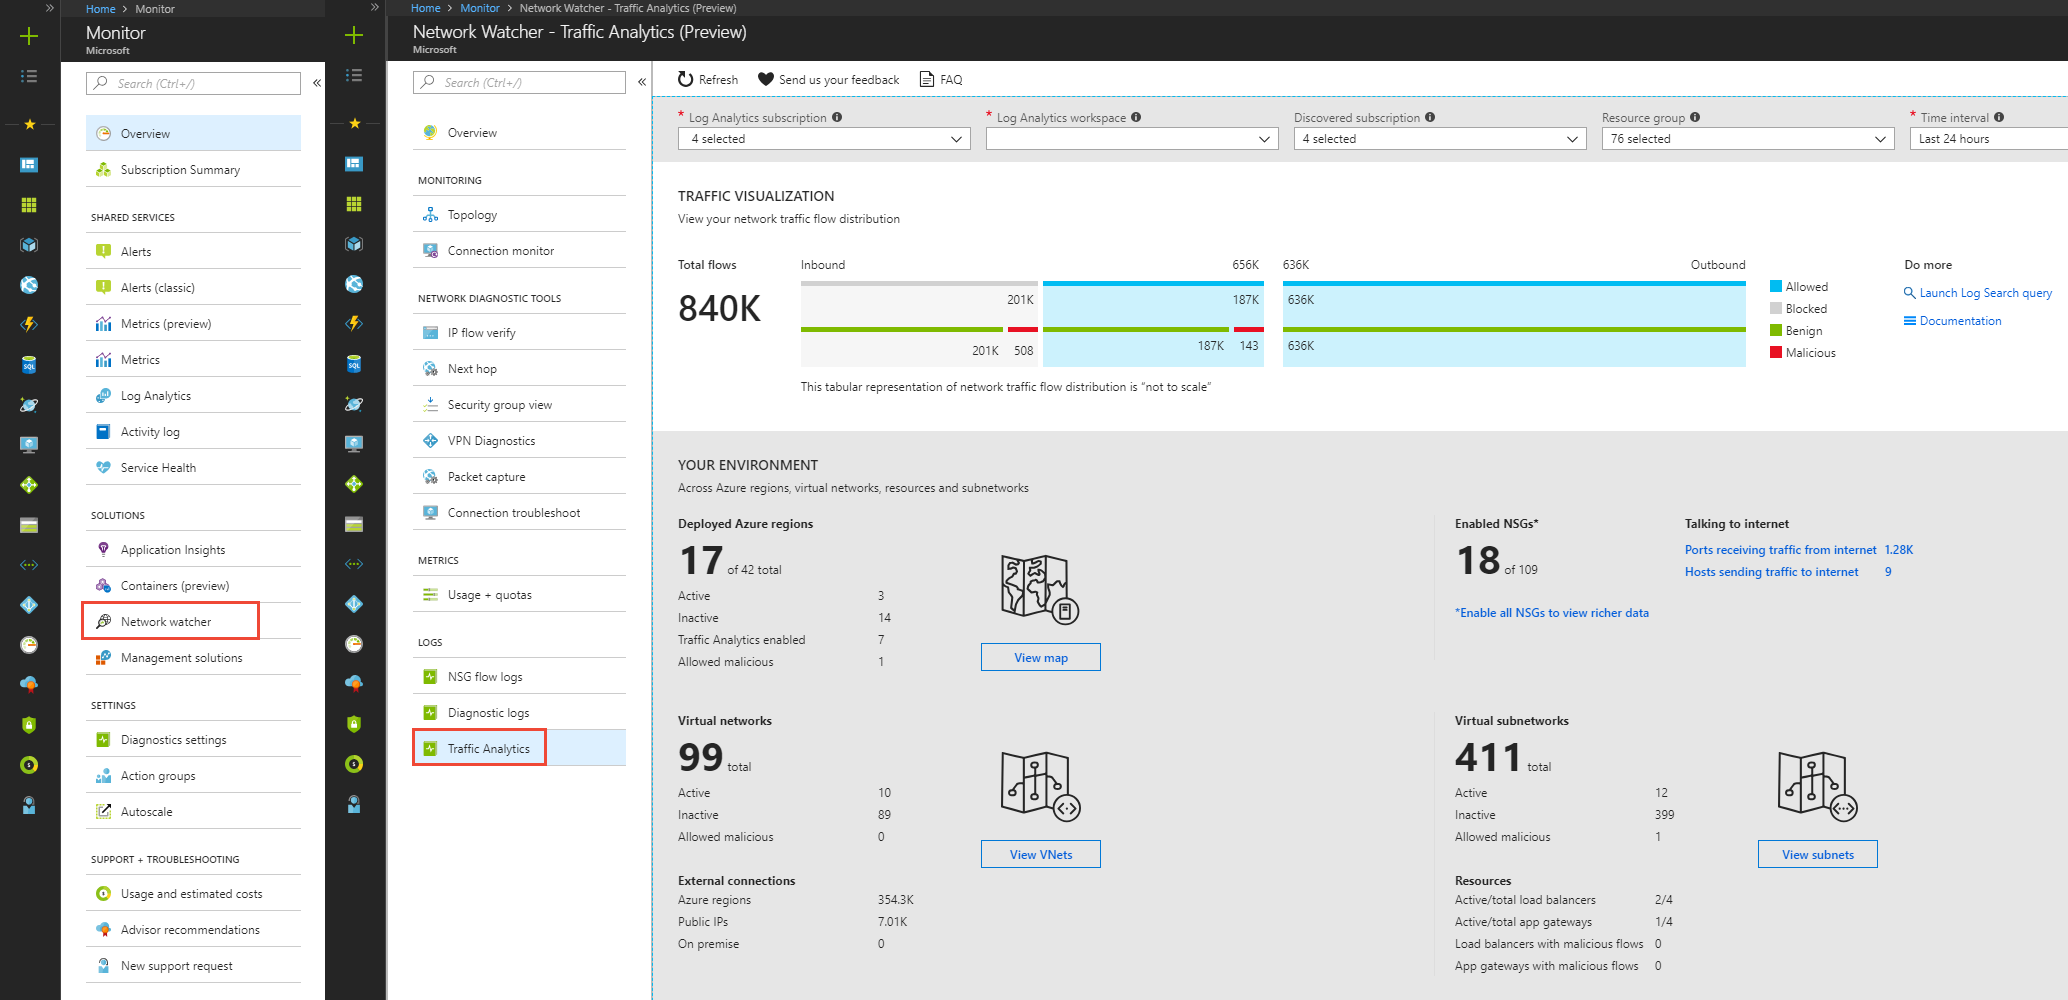 Home > Monitor
Monitor
Microsoft
Search (Ctrl+/)
Overview
Subscription Summary
SHARED SERVICES
Alerts
Alerts (classic)
Metrics (preview)
Metrics
Log Analytics
Activity log
Service Health
SOLUTIONS
Application Insights
Containers (preview)
Network watcher
Management solutions
SETTINGS
Diagnostics settings
Action groups
Autoscale
SUPPORT + TROUBLESHOOTING
Usage and estimated costs
Advisor recommendations
New support request
Home > Monitor > Network Watcher - Traffic Analytics (Preview)
Network Watcher - Traffic Analytics (Preview)
Microsoft
Search (Ctrl+/)
Overview
MONITORING
Topology
Connection monitor
NETWORK DIAGNOSTIC TOOLS
IP flow verify
Next hop
Security group view
VPN Diagnostics
Packet capture
Connection troubleshoot
METRICS
Usage + quotas
LOGS
NSG flow logs
Diagnostic logs
Traffic Analytics
Refresh Send us your feedback FAQ
* Log Analytics subscription * Log Analytics workspace Discovered subscription Resource group * Time interval
4 selected 4 selected 76 selected Last 24 hours
TRAFFIC VISUALIZATION
View your network traffic flow distribution
Total flows Inbound 656K 636K Outbound Do more
840K 201K 187K 636K
201K 508 187K 143 636K
Allowed
Blocked
Benign
Malicious
Launch Log Search query
Documentation
This tabular representation of network traffic flow distribution is “not to scale”
YOUR ENVIRONMENT
Across Azure regions, virtual networks, resources and subnetworks
Deployed Azure regions
17 of 42 total
Active 3
Inactive 14
Traffic Analytics enabled 7
Allowed malicious 1
View map
Enabled NSGs*
18 of 109
*Enable all NSGs to view richer data
Talking to internet
Ports receiving traffic from internet 1.28K
Hosts sending traffic to internet 9
Virtual networks
99 total
Active 10
Inactive 89
Allowed malicious 0
View VNets
Virtual subnetworks
411 total
Active 12
Inactive 399
Allowed malicious 1
View subnets
External connections
Azure regions 354.3K
Public IPs 7.01K
On premise 0
Resources
Active/total load balancers 2/4
Active/total app gateways 1/4
Load balancers with malicious flows 0
App gateways with malicious flows 0